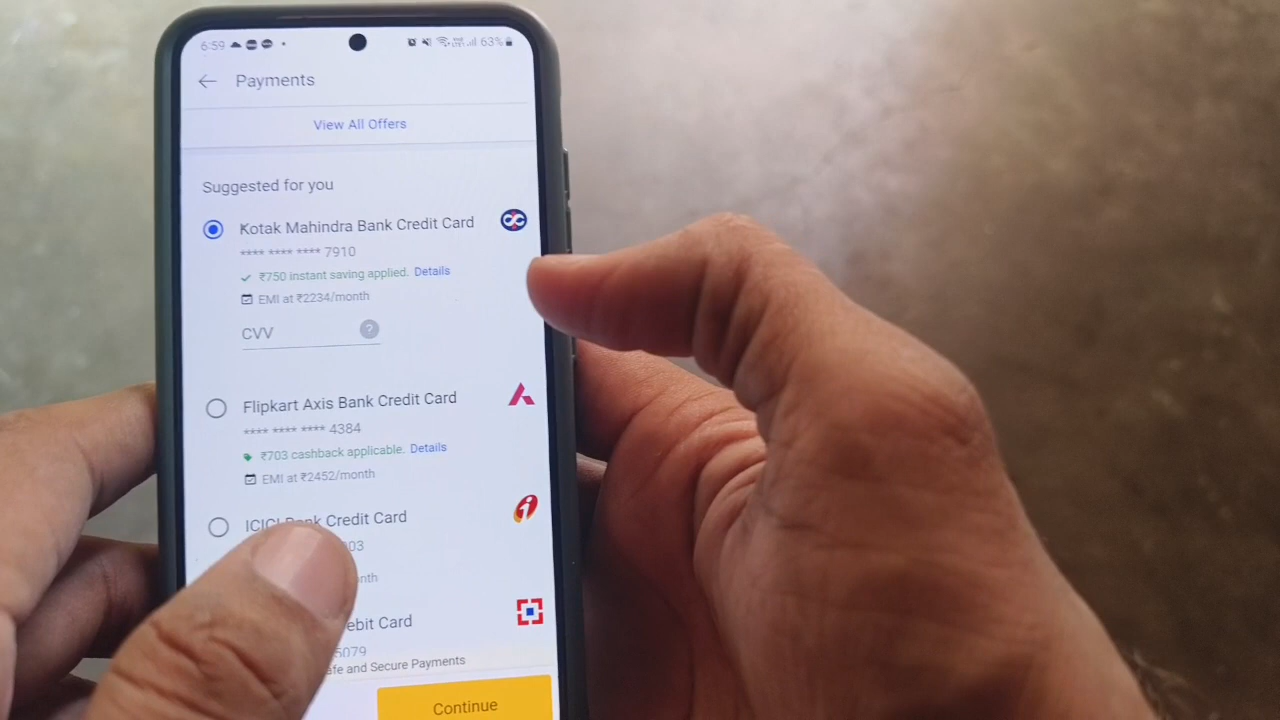 6:59 63%
Payments
View All Offers
Suggested for you
Kotak Mahindra Bank Credit Card
**** **** **** 7910
₹750 instant saving applied. Details
EMI at ₹2234/month
CVV ?
Flipkart Axis Bank Credit Card
**** **** **** 4384
₹703 cashback applicable. Details
EMI at ₹2452/month
ICICI Bank Credit Card
003
nth
ebit Card
5079
afe and Secure Payments
Continue